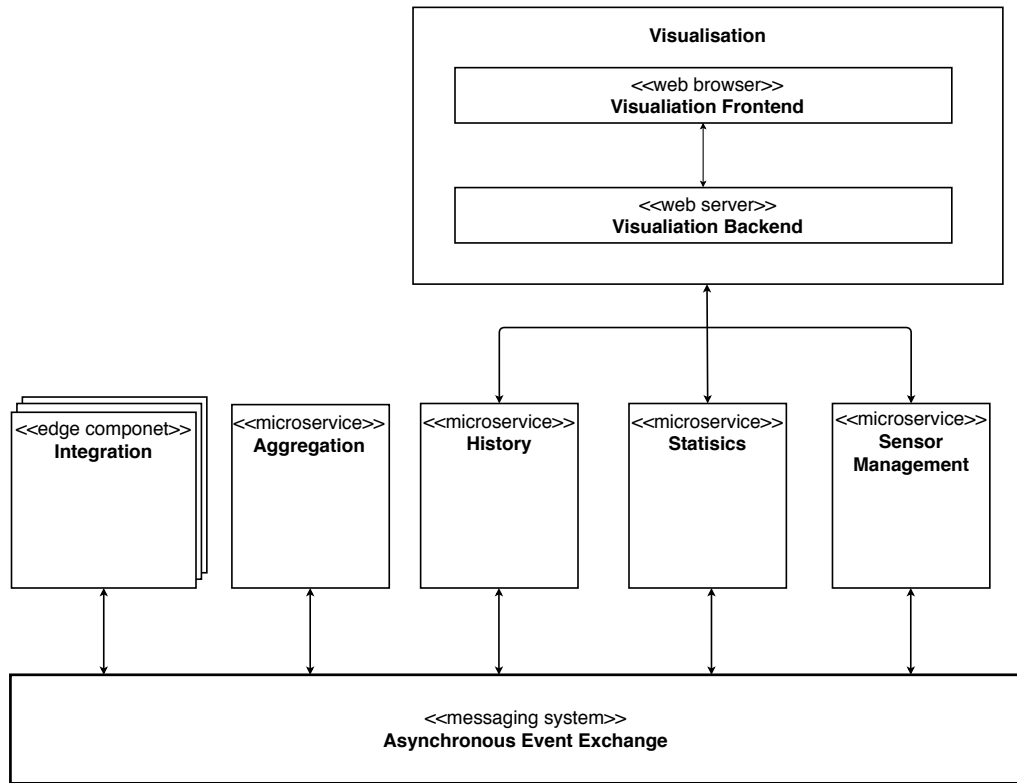 Visualisation
<<web browser>>
Visualiation Frontend
<<web server>>
Visualiation Backend
<<edge componet>>
Integration
<<microservice>>
Aggregation
<<microservice>>
History
<<microservice>>
Statisics
<<microservice>>
Sensor
Management
<<messaging system>>
Asynchronous Event Exchange